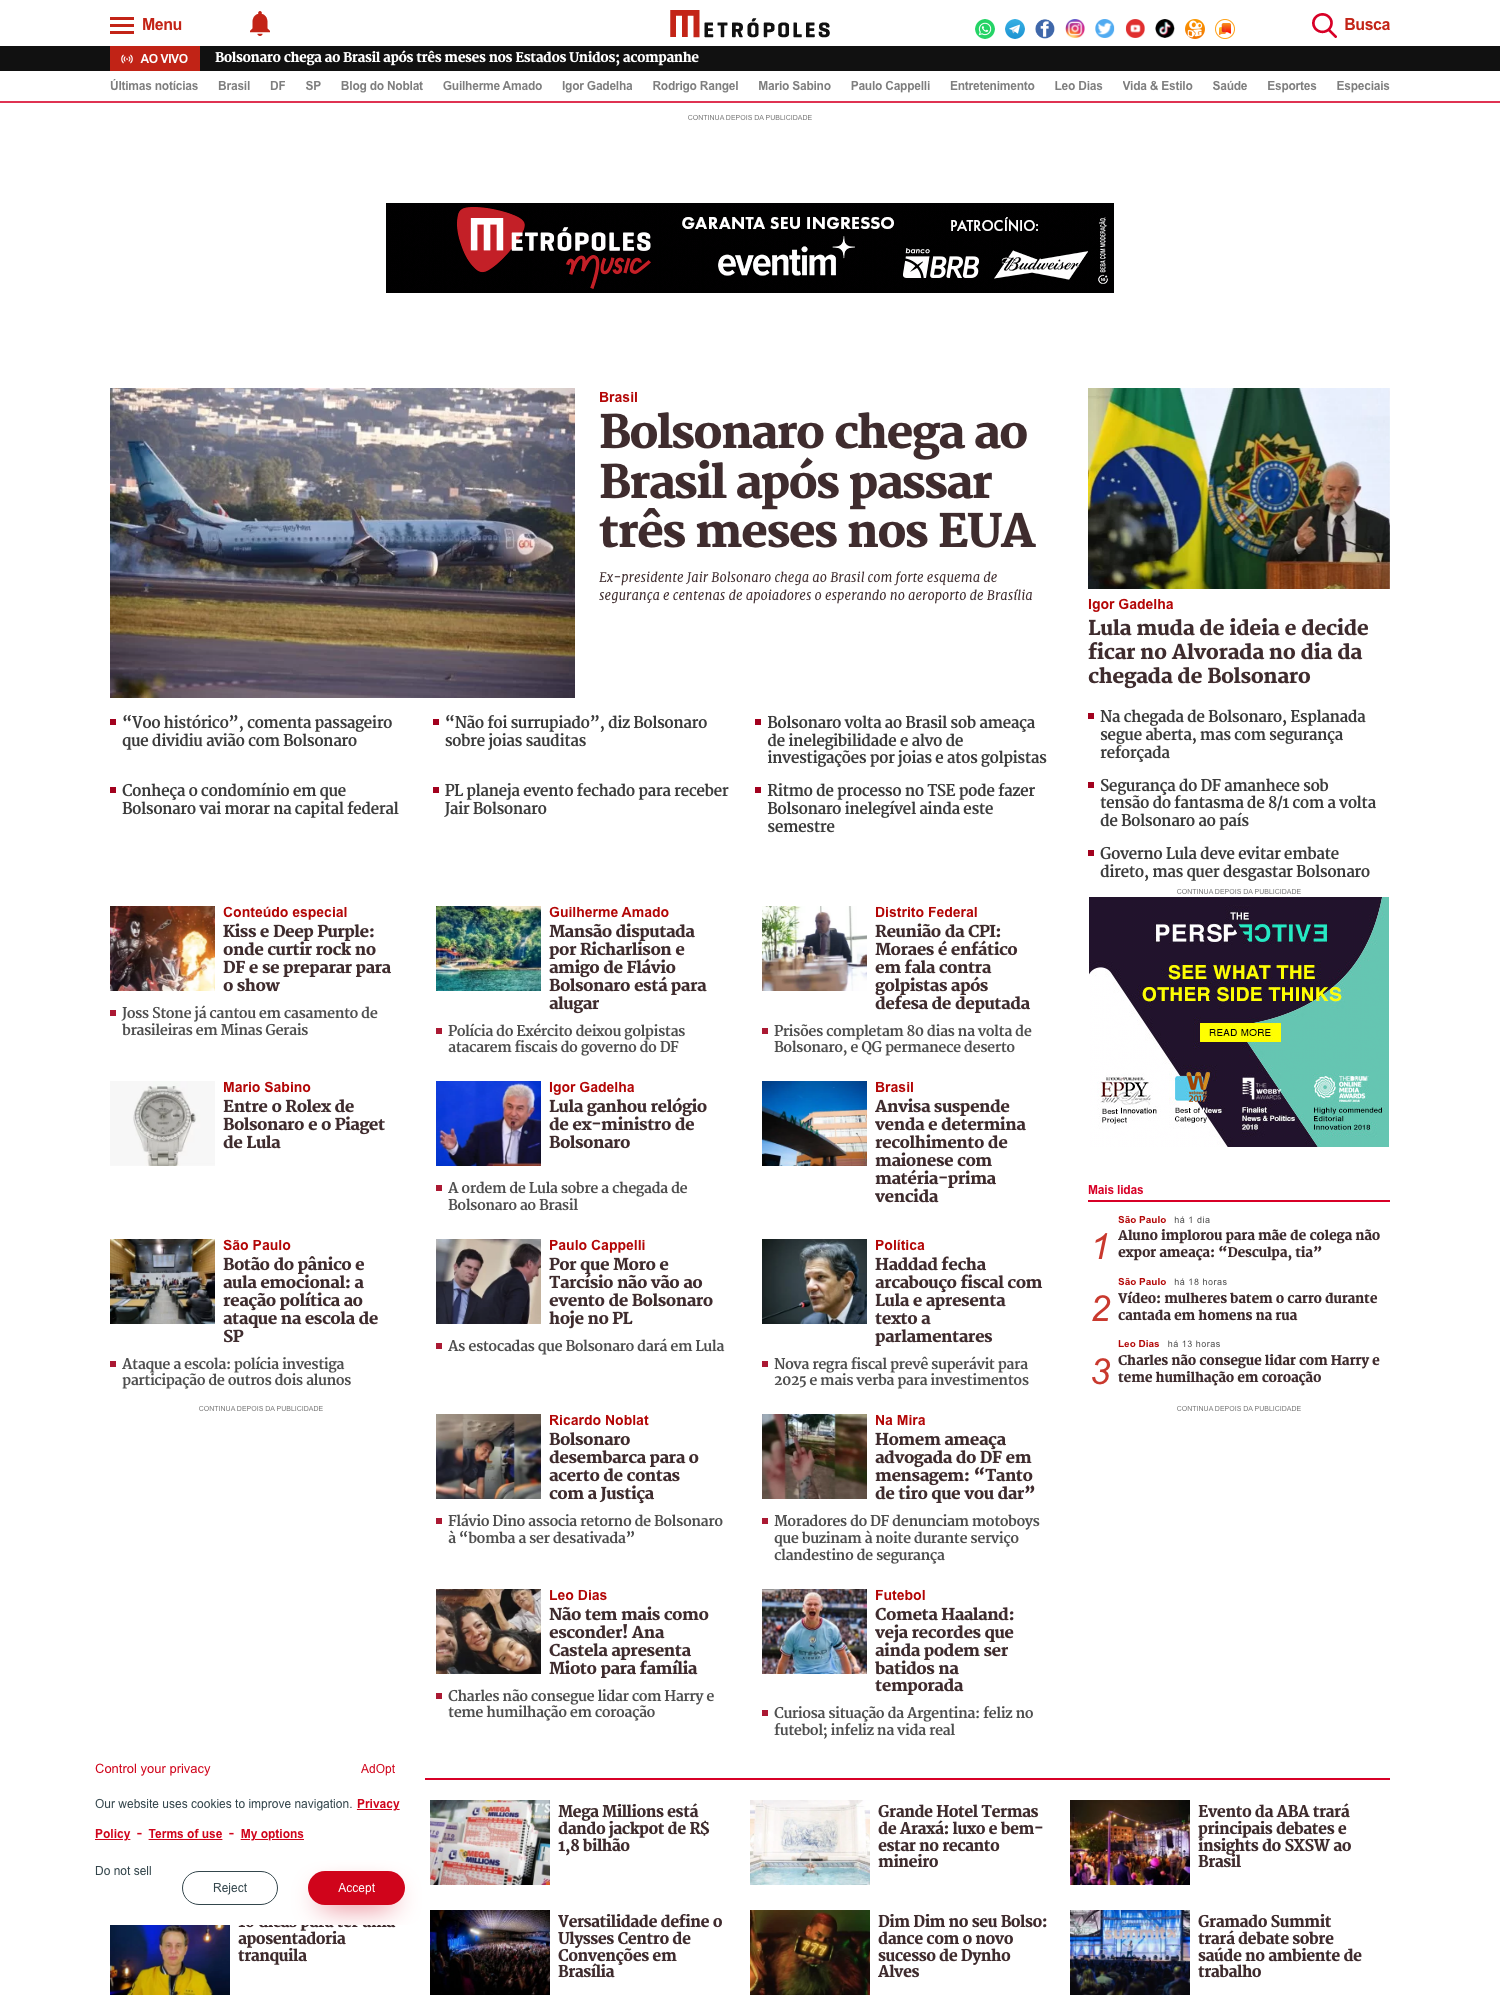 Menu
METRÓPOLES
Busca
AO VIVO
Bolsonaro chega ao Brasil após três meses nos Estados Unidos; acompanhe
Últimas notícias Brasil DF SP Blog do Noblat Guilherme Amado Igor Gadelha Rodrigo Rangel Mario Sabino Paulo Cappelli Entretenimento Leo Dias Vida & Estilo Saúde Esportes Especiais
CONTINUA DEPOIS DA PUBLICIDADE
METRÓPOLES
music
GARANTA SEU INGRESSO
eventim
PATROCÍNIO:
banco
BRB
Budweiser
BEBA COM MODERAÇÃO.
Brasil
Bolsonaro chega ao
Brasil após passar
três meses nos EUA
Ex-presidente Jair Bolsonaro chega ao Brasil com forte esquema de
segurança e centenas de apoiadores o esperando no aeroporto de Brasília
GOL
“Voo histórico”, comenta passageiro
que dividiu avião com Bolsonaro
“Não foi surrupiado”, diz Bolsonaro
sobre joias sauditas
Bolsonaro volta ao Brasil sob ameaça
de inelegibilidade e alvo de
investigações por joias e atos golpistas
Conheça o condomínio em que
Bolsonaro vai morar na capital federal
PL planeja evento fechado para receber
Jair Bolsonaro
Ritmo de processo no TSE pode fazer
Bolsonaro inelegível ainda este
semestre
Igor Gadelha
Lula muda de ideia e decide
ficar no Alvorada no dia da
chegada de Bolsonaro
Na chegada de Bolsonaro, Esplanada
segue aberta, mas com segurança
reforçada
Segurança do DF amanhece sob
tensão do fantasma de 8/1 com a volta
de Bolsonaro ao país
Governo Lula deve evitar embate
direto, mas quer desgastar Bolsonaro
CONTINUA DEPOIS DA PUBLICIDADE
THE
PERSPECTIVE
SEE WHAT THE
OTHER SIDE THINKS
READ MORE
EPPY
2017
Best Innovation
Project
W
2017
Best of News
Category
THE
WEBBY
AWARDS
Finalist
News & Politics
2018
THE DRUM
ONLINE
MEDIA
AWARDS
Highly commended
Editorial
Innovation 2018
Conteúdo especial
Kiss e Deep Purple:
onde curtir rock no
DF e se preparar para
o show
Joss Stone já cantou em casamento de
brasileiras em Minas Gerais
Guilherme Amado
Mansão disputada
por Richarlison e
amigo de Flávio
Bolsonaro está para
alugar
Polícia do Exército deixou golpistas
atacarem fiscais do governo do DF
Distrito Federal
Reunião da CPI:
Moraes é enfático
em fala contra
golpistas após
defesa de deputada
Prisões completam 80 dias na volta de
Bolsonaro, e QG permanece deserto
Mario Sabino
Entre o Rolex de
Bolsonaro e o Piaget
de Lula
Igor Gadelha
Lula ganhou relógio
de ex-ministro de
Bolsonaro
A ordem de Lula sobre a chegada de
Bolsonaro ao Brasil
Brasil
Anvisa suspende
venda e determina
recolhimento de
maionese com
matéria-prima
vencida
São Paulo
Botão do pânico e
aula emocional: a
reação política ao
ataque na escola de
SP
Ataque a escola: polícia investiga
participação de outros dois alunos
CONTINUA DEPOIS DA PUBLICIDADE
Paulo Cappelli
Por que Moro e
Tarcísio não vão ao
evento de Bolsonaro
hoje no PL
As estocadas que Bolsonaro dará em Lula
Política
Haddad fecha
arcabouço fiscal com
Lula e apresenta
texto a
parlamentares
Nova regra fiscal prevê superávit para
2025 e mais verba para investimentos
Mais lidas
1
São Paulo há 1 dia
Aluno implorou para mãe de colega não
expor ameaça: “Desculpa, tia”
2
São Paulo há 18 horas
Vídeo: mulheres batem o carro durante
cantada em homens na rua
3
Leo Dias há 13 horas
Charles não consegue lidar com Harry e
teme humilhação em coroação
CONTINUA DEPOIS DA PUBLICIDADE
Ricardo Noblat
Bolsonaro
desembarca para o
acerto de contas
com a Justiça
Flávio Dino associa retorno de Bolsonaro
à “bomba a ser desativada”
Na Mira
Homem ameaça
advogada do DF em
mensagem: “Tanto
de tiro que vou dar”
Moradores do DF denunciam motoboys
que buzinam à noite durante serviço
clandestino de segurança
Leo Dias
Não tem mais como
esconder! Ana
Castela apresenta
Mioto para família
Charles não consegue lidar com Harry e
teme humilhação em coroação
Futebol
Cometa Haaland:
veja recordes que
ainda podem ser
batidos na
temporada
Curiosa situação da Argentina: feliz no
futebol; infeliz na vida real
Control your privacy
AdOpt
Our website uses cookies to improve navigation. Privacy
Policy - Terms of use - My options
Do not sell
Reject
Accept
Mega Millions está
dando jackpot de R$
1,8 bilhão
Grande Hotel Termas
de Araxá: luxo e bem-
estar no recanto
mineiro
Evento da ABA trará
principais debates e
insights do SXSW ao
Brasil
10 dicas para ter uma
aposentadoria
tranquila
Versatilidade define o
Ulysses Centro de
Convenções em
Brasília
Dim Dim no seu Bolso:
dance com o novo
sucesso de Dynho
Alves
Gramado Summit
trará debate sobre
saúde no ambiente de
trabalho